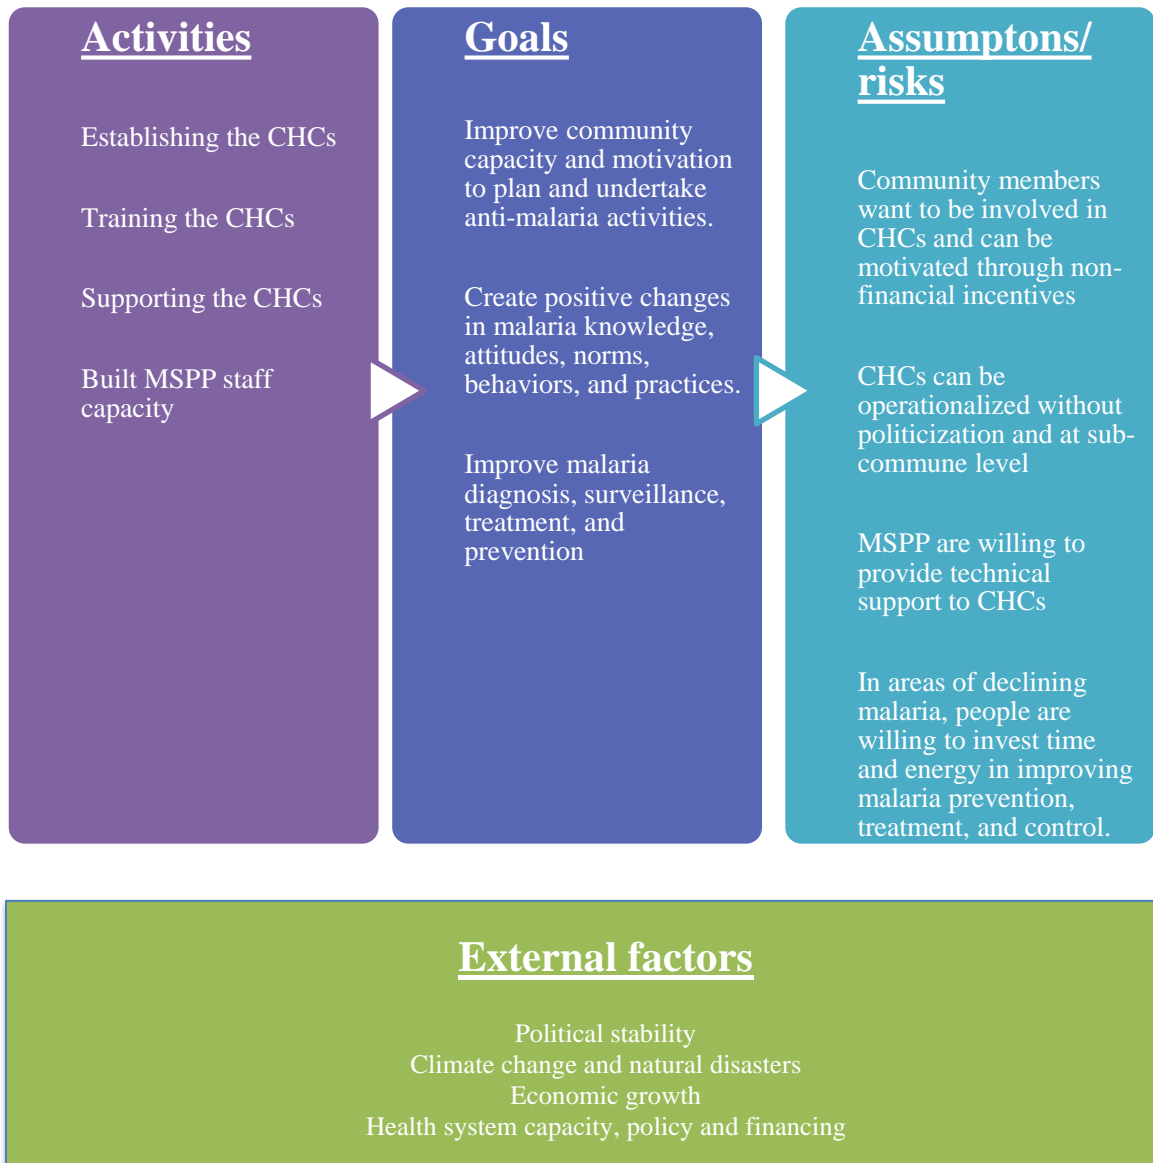 Activities
Establishing the CHCs
Training the CHCs
Supporting the CHCs
Built MSPP staff
capacity
Goals
Improve community
capacity and motivation
to plan and undertake
anti-malaria activities.
Create positive changes
in malaria knowledge,
attitudes, norms,
behaviors, and practices.
Improve malaria
diagnosis, surveillance,
treatment, and
prevention
Assumptons/
risks
Community members
want to be involved in
CHCs and can be
motivated through non-
financial incentives
CHCs can be
operationalized without
politicization and at sub-
commune level
MSPP are willing to
provide technical
support to CHCs
In areas of declining
malaria, people are
willing to invest time
and energy in improving
malaria prevention,
treatment, and control.
External factors
Political stability
Climate change and natural disasters
Economic growth
Health system capacity, policy and financing